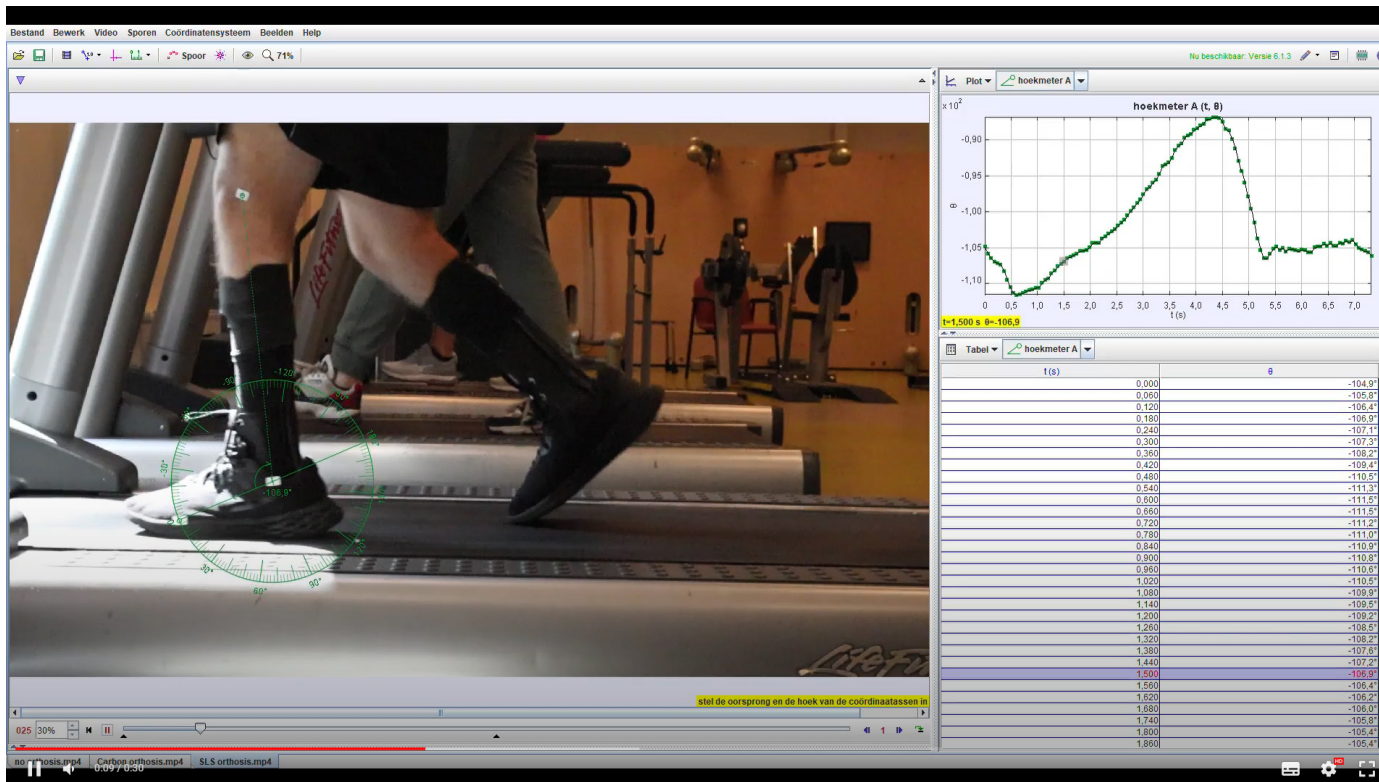 Bestand Bewerk Video Sporen Coördinatensysteem Beelden Help
Spoor 71% Nu beschikbaar: Versie 6.1.3
Plot hoekmeter A
x 10²
hoekmeter A (t, θ)
-0,90
-0,95
-1,00
-1,05
-1,10
θ
0 0,5 1,0 1,5 2,0 2,5 3,0 3,5 4,0 4,5 5,0 5,5 6,0 6,5 7,0
t (s)
t=1,500 s θ=-106,9
Tabel hoekmeter A
t (s) θ
0,000 -104,9°
0,060 -105,8°
0,120 -106,4°
0,180 -106,9°
0,240 -107,1°
0,300 -107,3°
0,360 -108,2°
0,420 -109,4°
0,480 -110,5°
0,540 -111,3°
0,600 -111,5°
0,660 -111,5°
0,720 -111,2°
0,780 -111,0°
0,840 -110,9°
0,900 -110,8°
0,960 -110,6°
1,020 -110,5°
1,080 -109,9°
1,140 -109,5°
1,200 -109,2°
1,260 -108,5°
1,320 -108,2°
1,380 -107,6°
1,440 -107,2°
1,500 -106,9°
1,560 -106,4°
1,620 -106,2°
1,680 -106,0°
1,740 -105,8°
1,800 -105,4°
1,860 -105,4°
LifeFitness
-120°
-90°
-30°
-106,9°
30°
60°
90°
LifeFi
stel de oorsprong en de hoek van de coördinaatassen in
025 30% 1
no orthosis.mp4 Carbon orthosis.mp4 SLS orthosis.mp4
0:09 / 0:30
HD